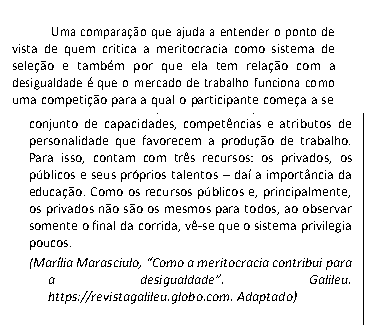 Uma comparação que ajuda a entender o ponto de
vista de quem critica a meritocracia como sistema de
seleção e também por que ela tem relação com a
desigualdade é que o mercado de trabalho funciona como
uma competição para a qual o participante começa a se
conjunto de capacidades, competências e atributos de
personalidade que favorecem a produção de trabalho.
Para isso, contam com três recursos: os privados, os
públicos e seus próprios talentos – daí a importância da
educação. Como os recursos públicos e, principalmente,
os privados não são os mesmos para todos, ao observar
somente o final da corrida, vê-se que o sistema privilegia
poucos.
(Marília Marasciulo, “Como a meritocracia contribui para
a desigualdade”. Galileu.
https://revistagalileu.globo.com. Adaptado)